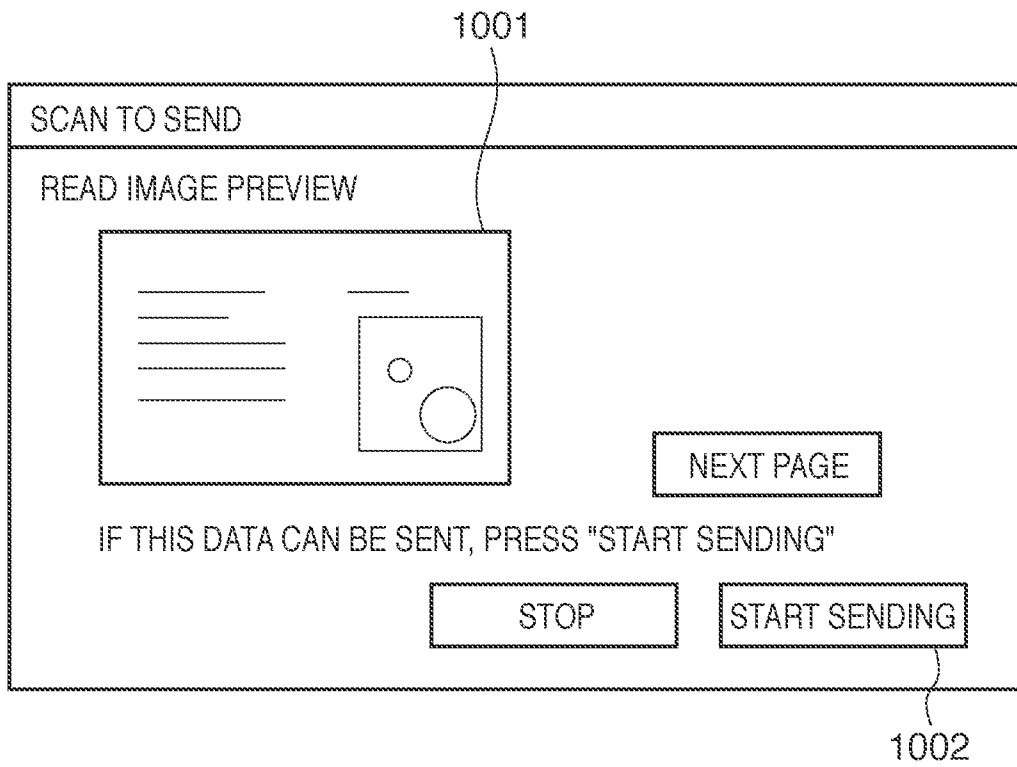 1001
SCAN TO SEND
READ IMAGE PREVIEW
NEXT PAGE
IF THIS DATA CAN BE SENT, PRESS "START SENDING"
STOP
START SENDING
1002